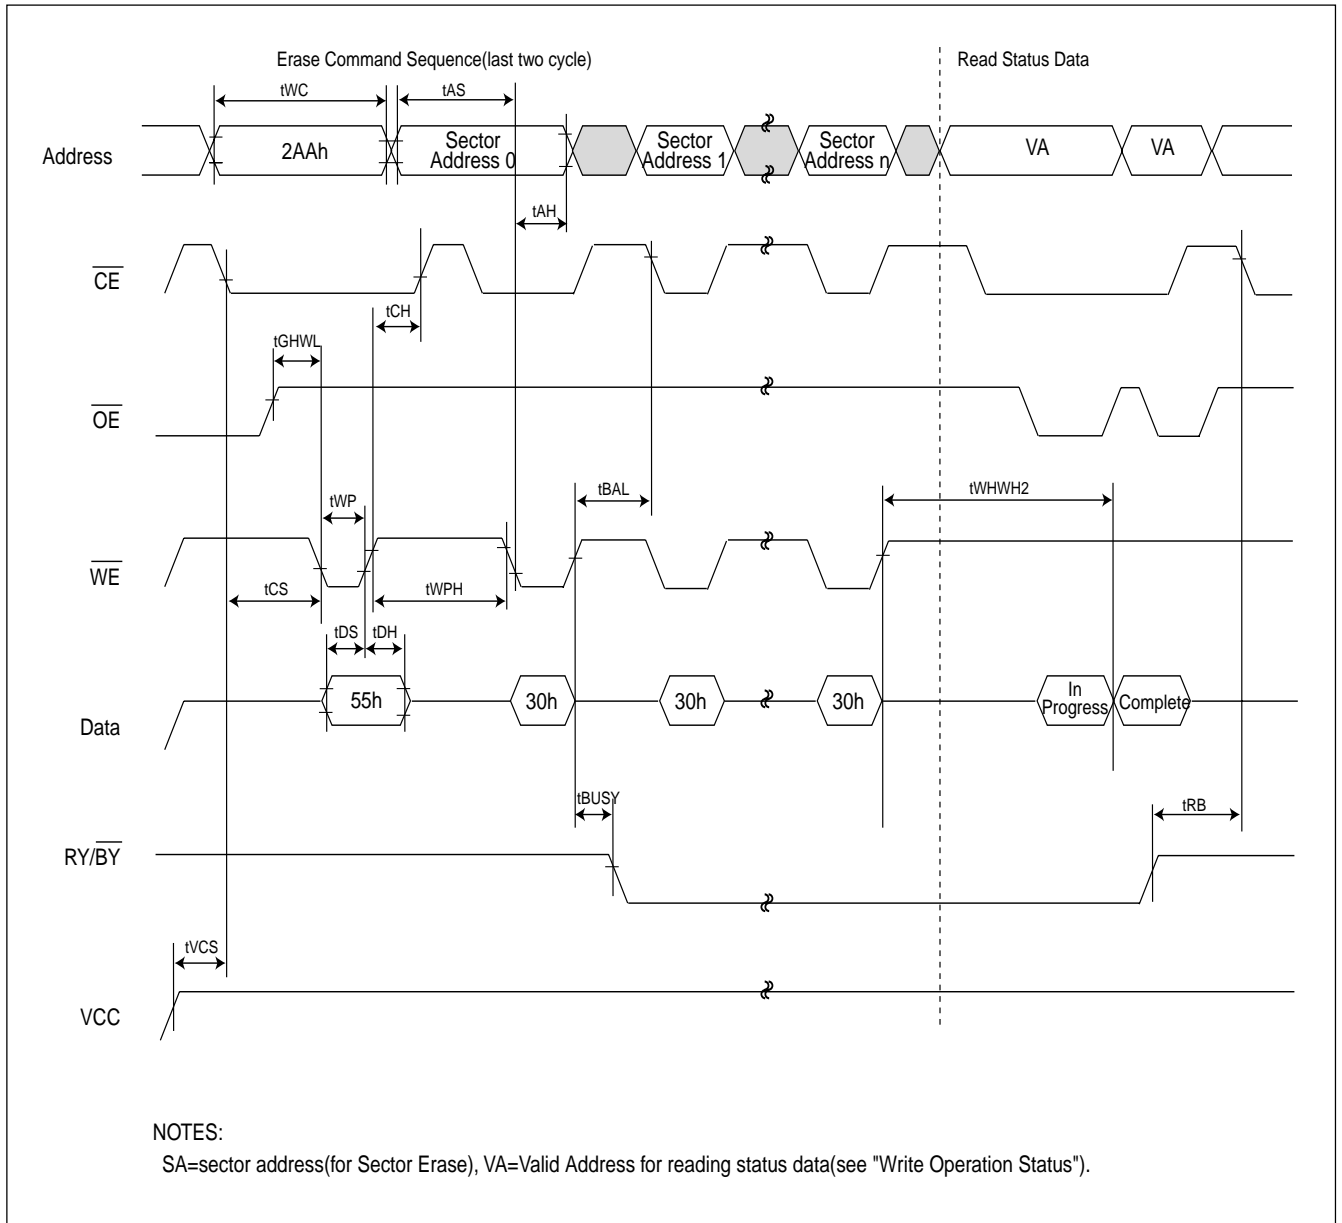 Erase Command Sequence(last two cycle)
Read Status Data
tWC
tAS
Address
2AAh
Sector
Address 0
Sector
Address 1
Sector
Address n
VA
VA
tAH
CE
tCH
tGHWL
OE
tBAL
tWHWH2
tWP
WE
tCS
tWPH
tDS
tDH
Data
55h
30h
30h
30h
In
Progress
Complete
tBUSY
tRB
RY/BY
tVCS
VCC
NOTES:
SA=sector address(for Sector Erase), VA=Valid Address for reading status data(see "Write Operation Status").